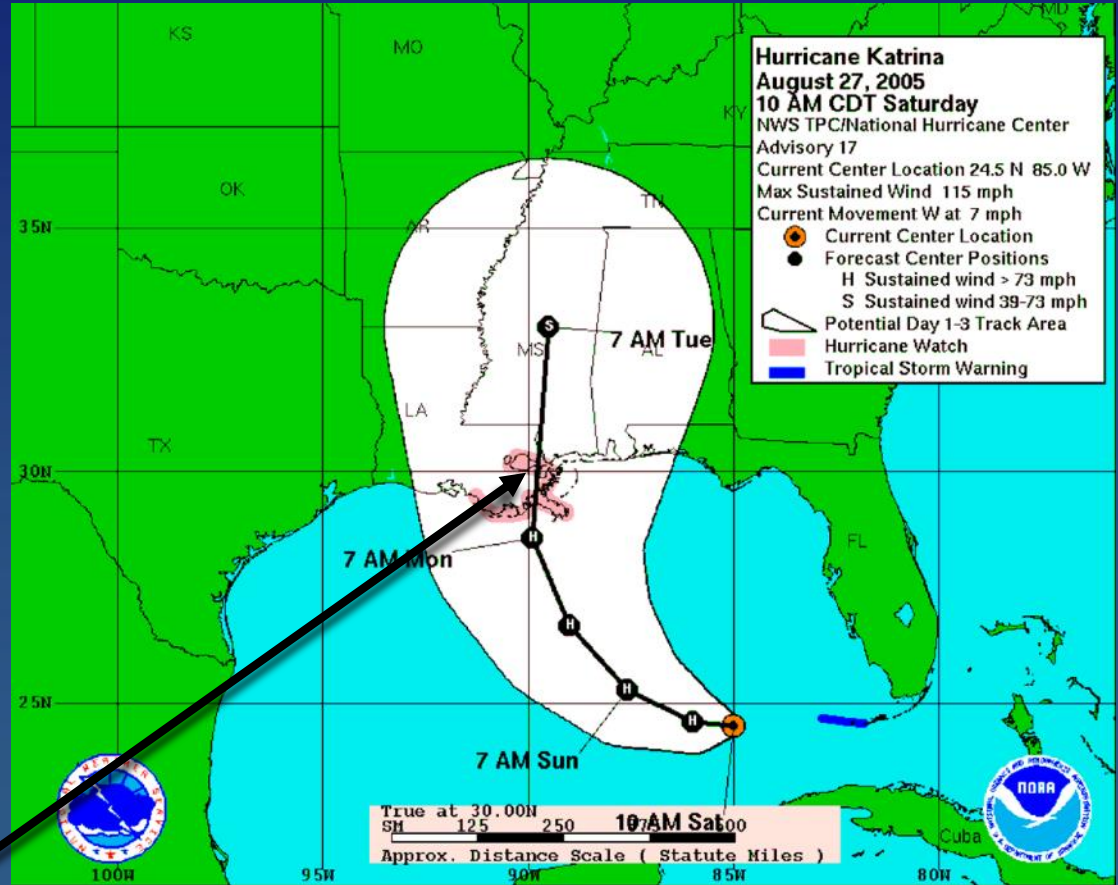 KS
MO
MD
KY
OK
TN
AR
35N
MS
AL
7 AM Tue
LA
TX
30N
7 AM Mon
FL
25N
7 AM Sun
10 AM Sat
Cuba
100W
95W
90W
85W
80W
Hurricane Katrina
August 27, 2005
10 AM CDT Saturday
NWS TPC/National Hurricane Center
Advisory 17
Current Center Location 24.5 N 85.0 W
Max Sustained Wind 115 mph
Current Movement W at 7 mph
Current Center Location
Forecast Center Positions
H Sustained wind > 73 mph
S Sustained wind 39-73 mph
Potential Day 1-3 Track Area
Hurricane Watch
Tropical Storm Warning
S
H
H
H
H
True at 30.00N
SM 125 250 500
Approx. Distance Scale ( Statute Miles )
NOAA